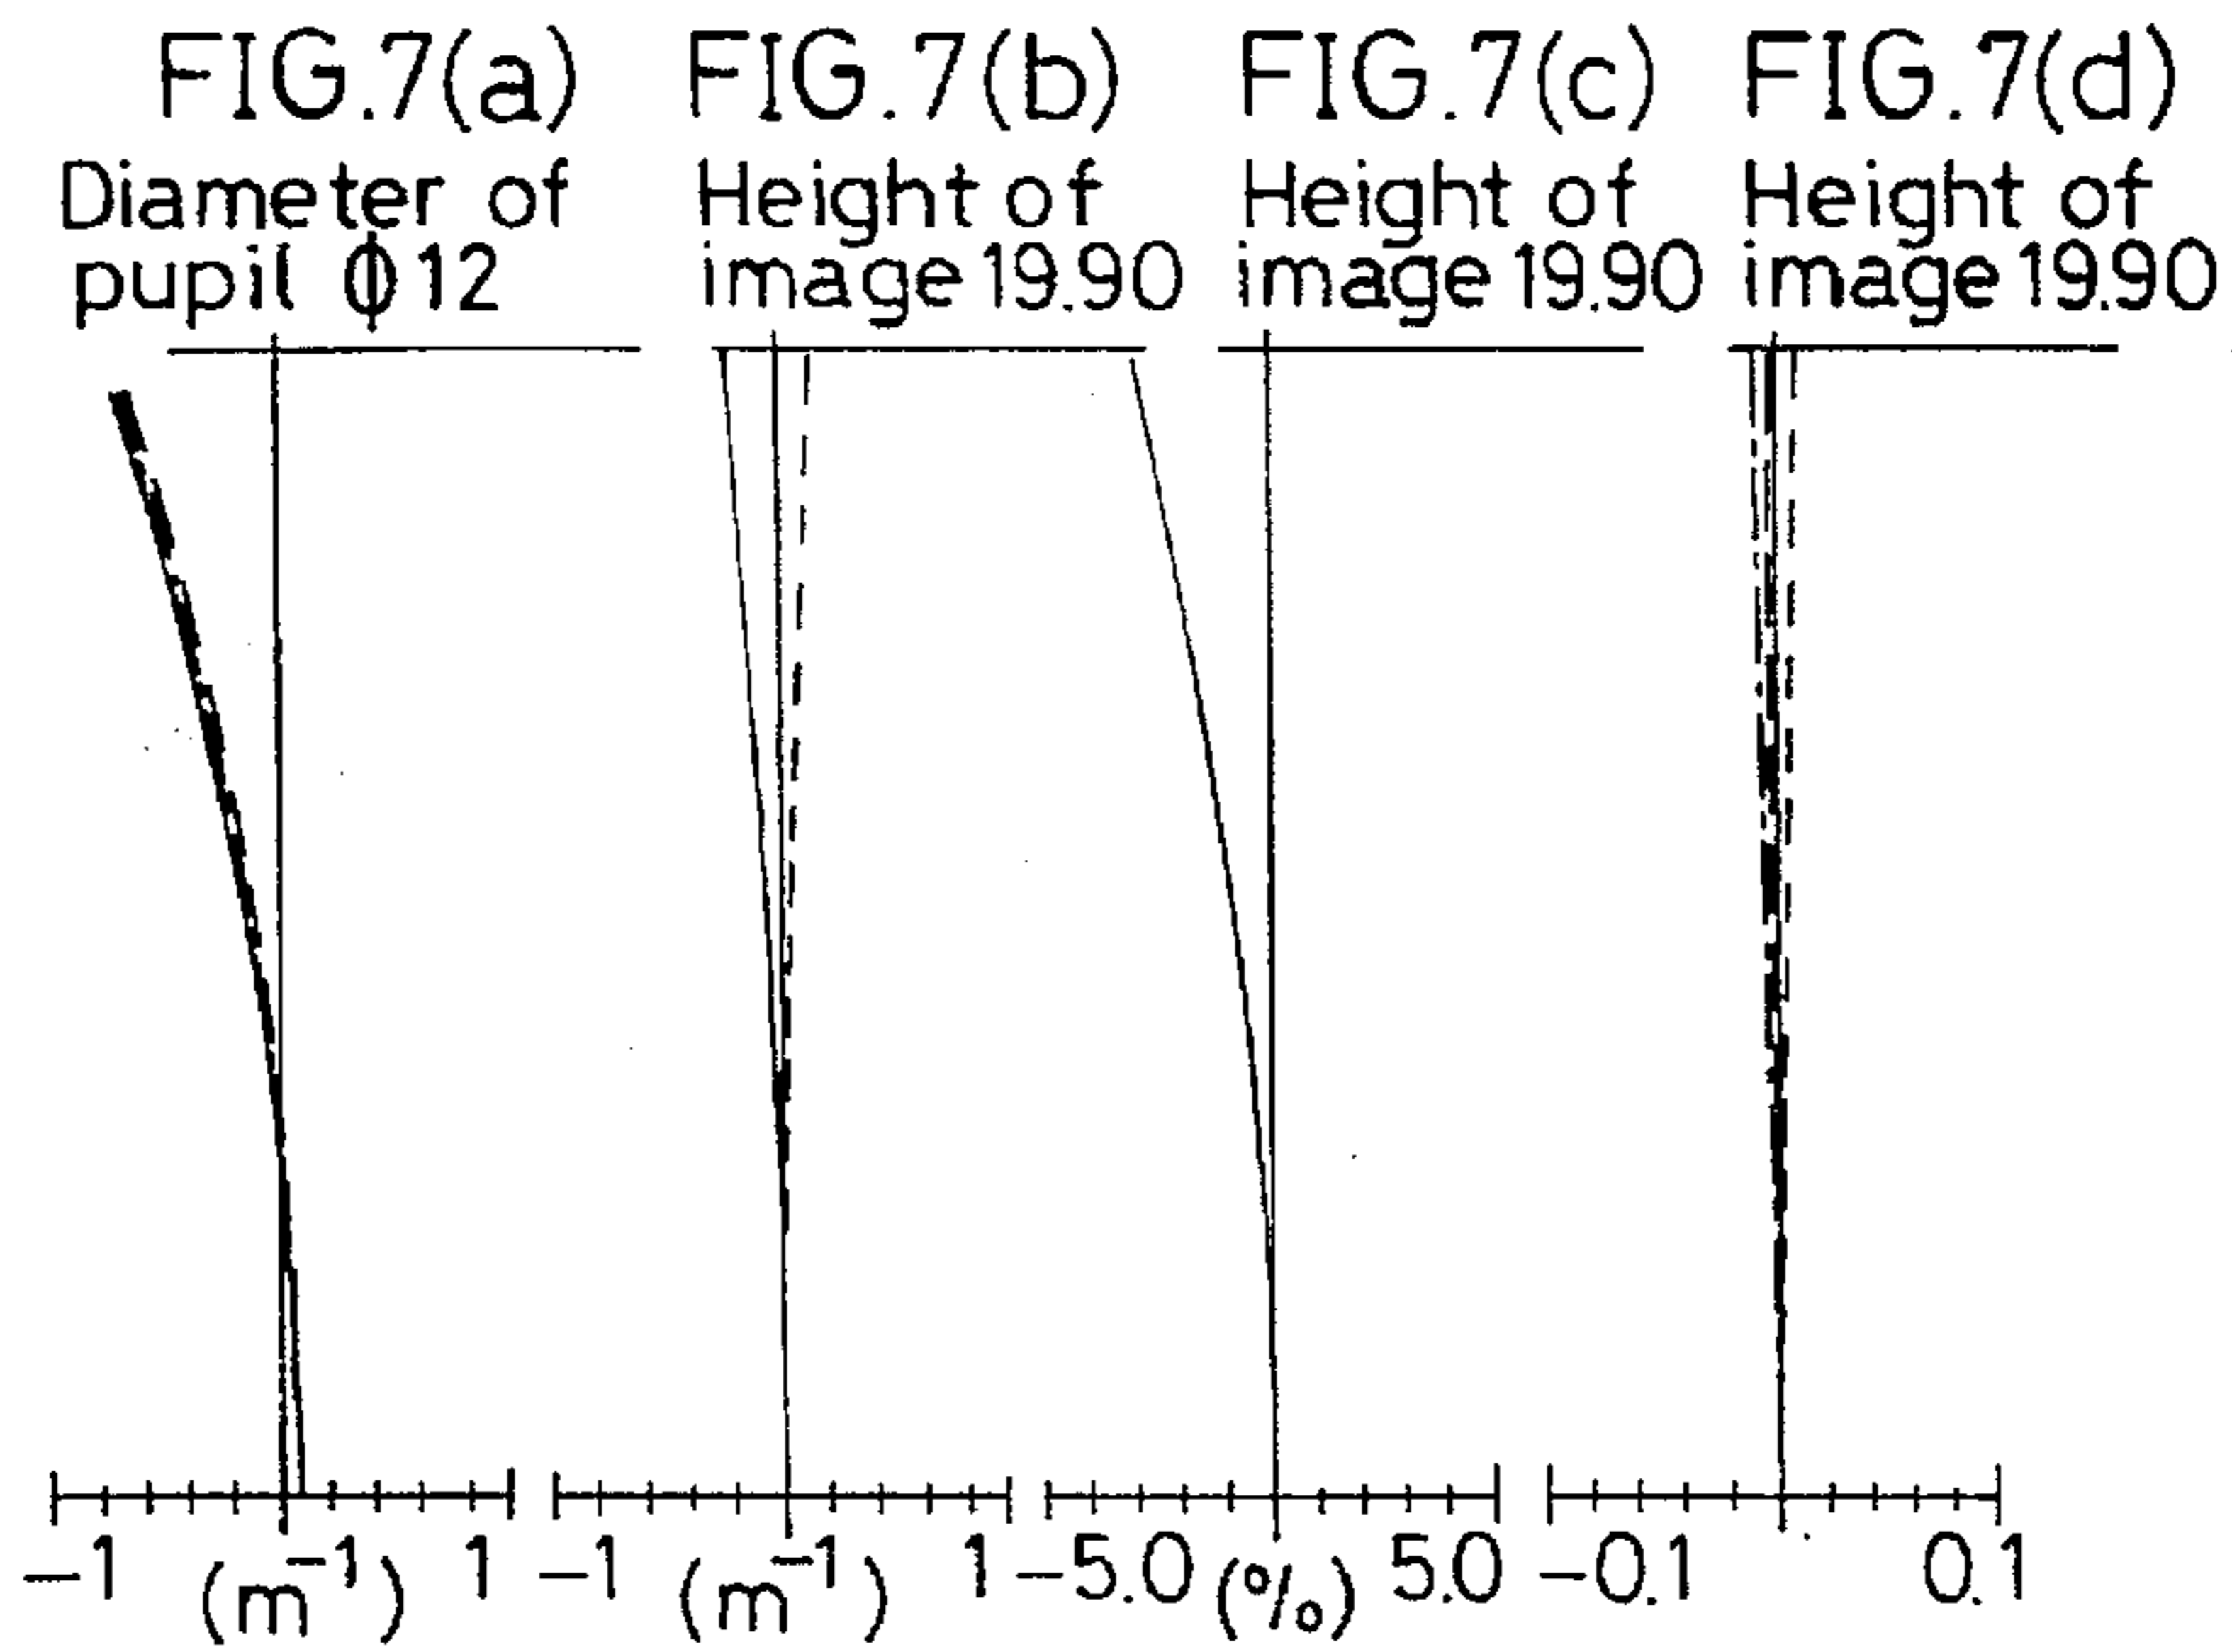 FIG.7(a) FIG.7(b) FIG.7(c) FIG.7(d)
Diameter of Height of Height of Height of
pupil ϕ12 image 19.90 image 19.90 image 19.90
−1 (m⁻¹) 1 −1 (m⁻¹) 1 −5.0 (%) 5.0 −0.1 0.1